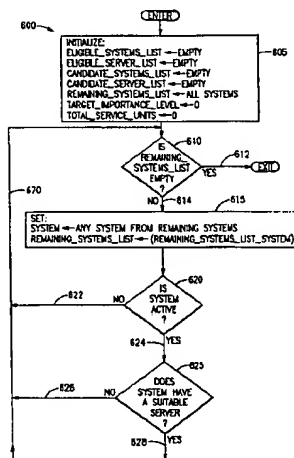 600
ENTER
605
INITIALIZE:
ELIGIBLE_SYSTEMS_LIST ← EMPTY
ELIGIBLE_SERVER_LIST ← EMPTY
CANDIDATE_SYSTEMS_LIST ← EMPTY
CANDIDATE_SERVER_LIST ← EMPTY
REMAINING_SYSTEMS_LIST ← ALL SYSTEMS
TARGET_IMPORTANCE_LEVEL ← 0
TOTAL_SERVICE_UNITS ← 0
610
IS
REMAINING_
SYSTEMS_LIST
EMPTY
?
612
YES
EXIT
670
NO
614
615
SET:
SYSTEM ← ANY SYSTEM FROM REMAINING SYSTEMS
REMAINING_SYSTEMS_LIST ← (REMAINING_SYSTEMS_LIST_SYSTEM)
620
IS
SYSTEM
ACTIVE
?
622
NO
624
YES
625
DOES
SYSTEM HAVE
A SUITABLE
SERVER
?
626
NO
YES
628